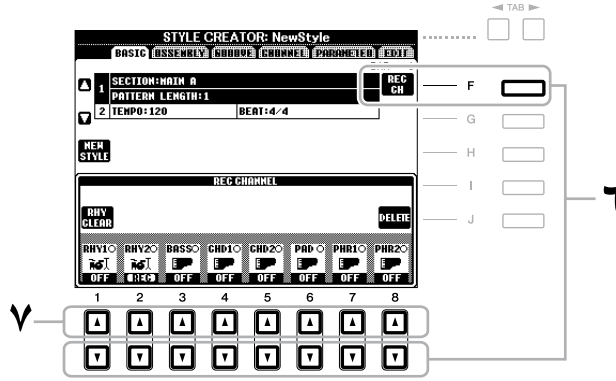 ◄ TAB ►
STYLE CREATOR: NewStyle
BASIC ASSEMBLY GROOVE CHANNEL PARAMETER EDIT
1 SECTION:MAIN A
PATTERN LENGTH:1
REC CH
F
2 TEMPO:120 BEAT:4/4
G
NEW STYLE
H
REC CHANNEL
I
RHY CLEAR
DELETE
J
٦
RHY1 RHY2 BASS CHD1 CHD2 PAD PHR1 PHR2
OFF REC OFF OFF OFF OFF OFF OFF
1 2 3 4 5 6 7 8
٧